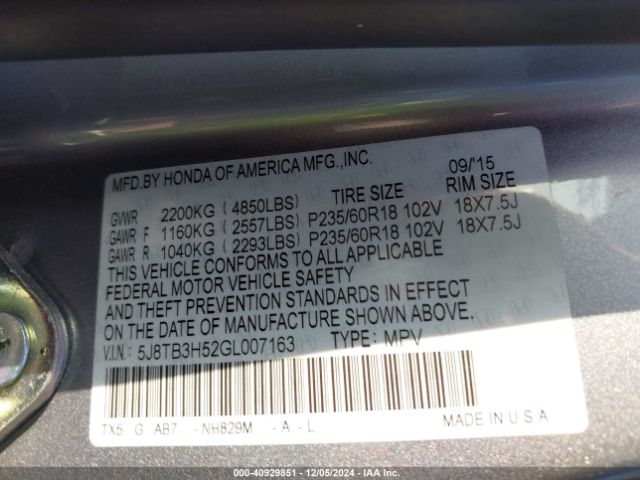 MFD.BY HONDA OF AMERICA MFG.,INC. 09/'15
TIRE SIZE RIM SIZE
GVWR 2200KG (4850LBS)
GAWR F 1160KG (2557LBS) P235/60R18 102V 18X7.5J
GAWR R 1040KG (2293LBS) P235/60R18 102V 18X7.5J
THIS VEHICLE CONFORMS TO ALL APPLICABLE
FEDERAL MOTOR VEHICLE SAFETY
AND THEFT PREVENTION STANDARDS IN EFFECT
ON THE DATE OF MANUFACTURE SHOWN ABOVE.
V.I.N.: 5J8TB3H52GL007163 TYPE: MPV
TX5 G AB7 - NH829M - A - L MADE IN U S A
(STOCK) - 40929851 - 12/05/2024 - IAA Inc.